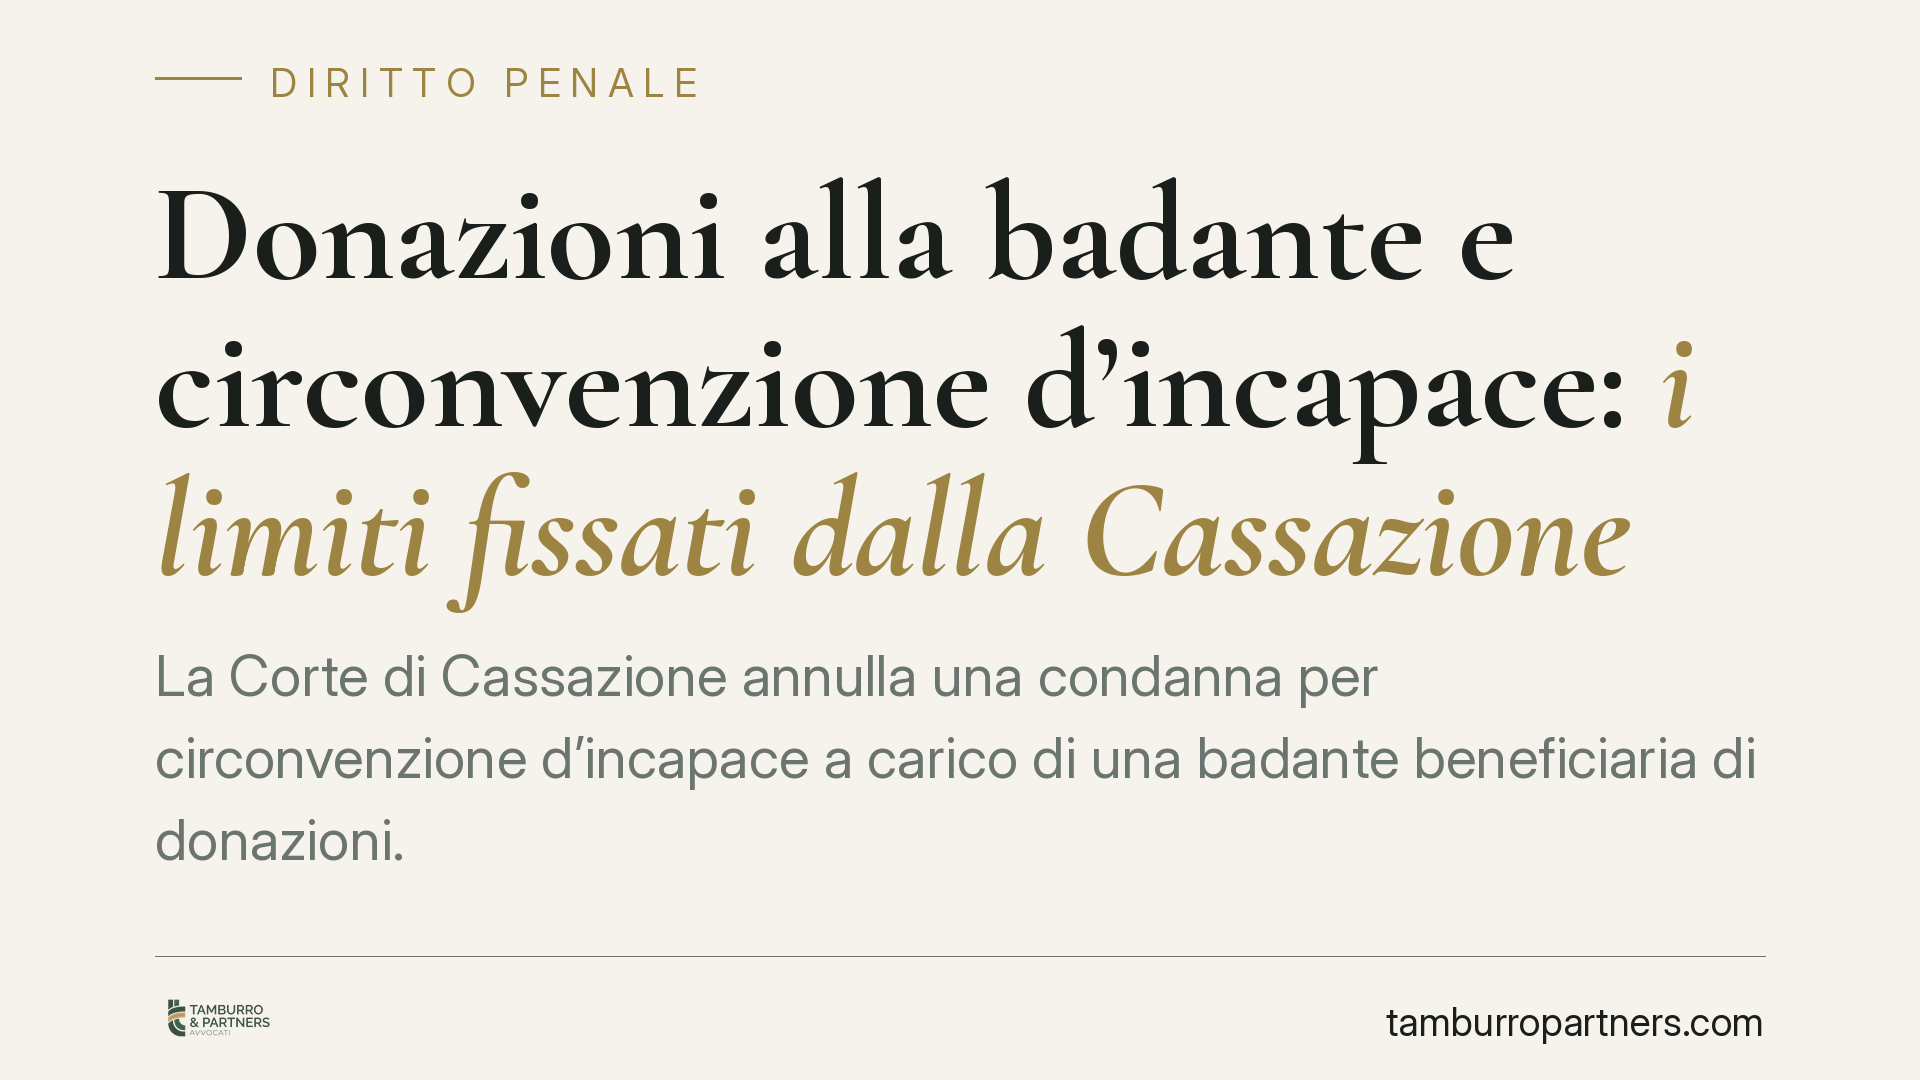 DIRITTO PENALE
Donazioni alla badante e
circonvenzione d’incapace: i
limiti fissati dalla Cassazione
La Corte di Cassazione annulla una condanna per
circonvenzione d’incapace a carico di una badante beneficiaria di
donazioni.
TAMBURRO
& PARTNERS
AVVOCATI
tamburropartners.com